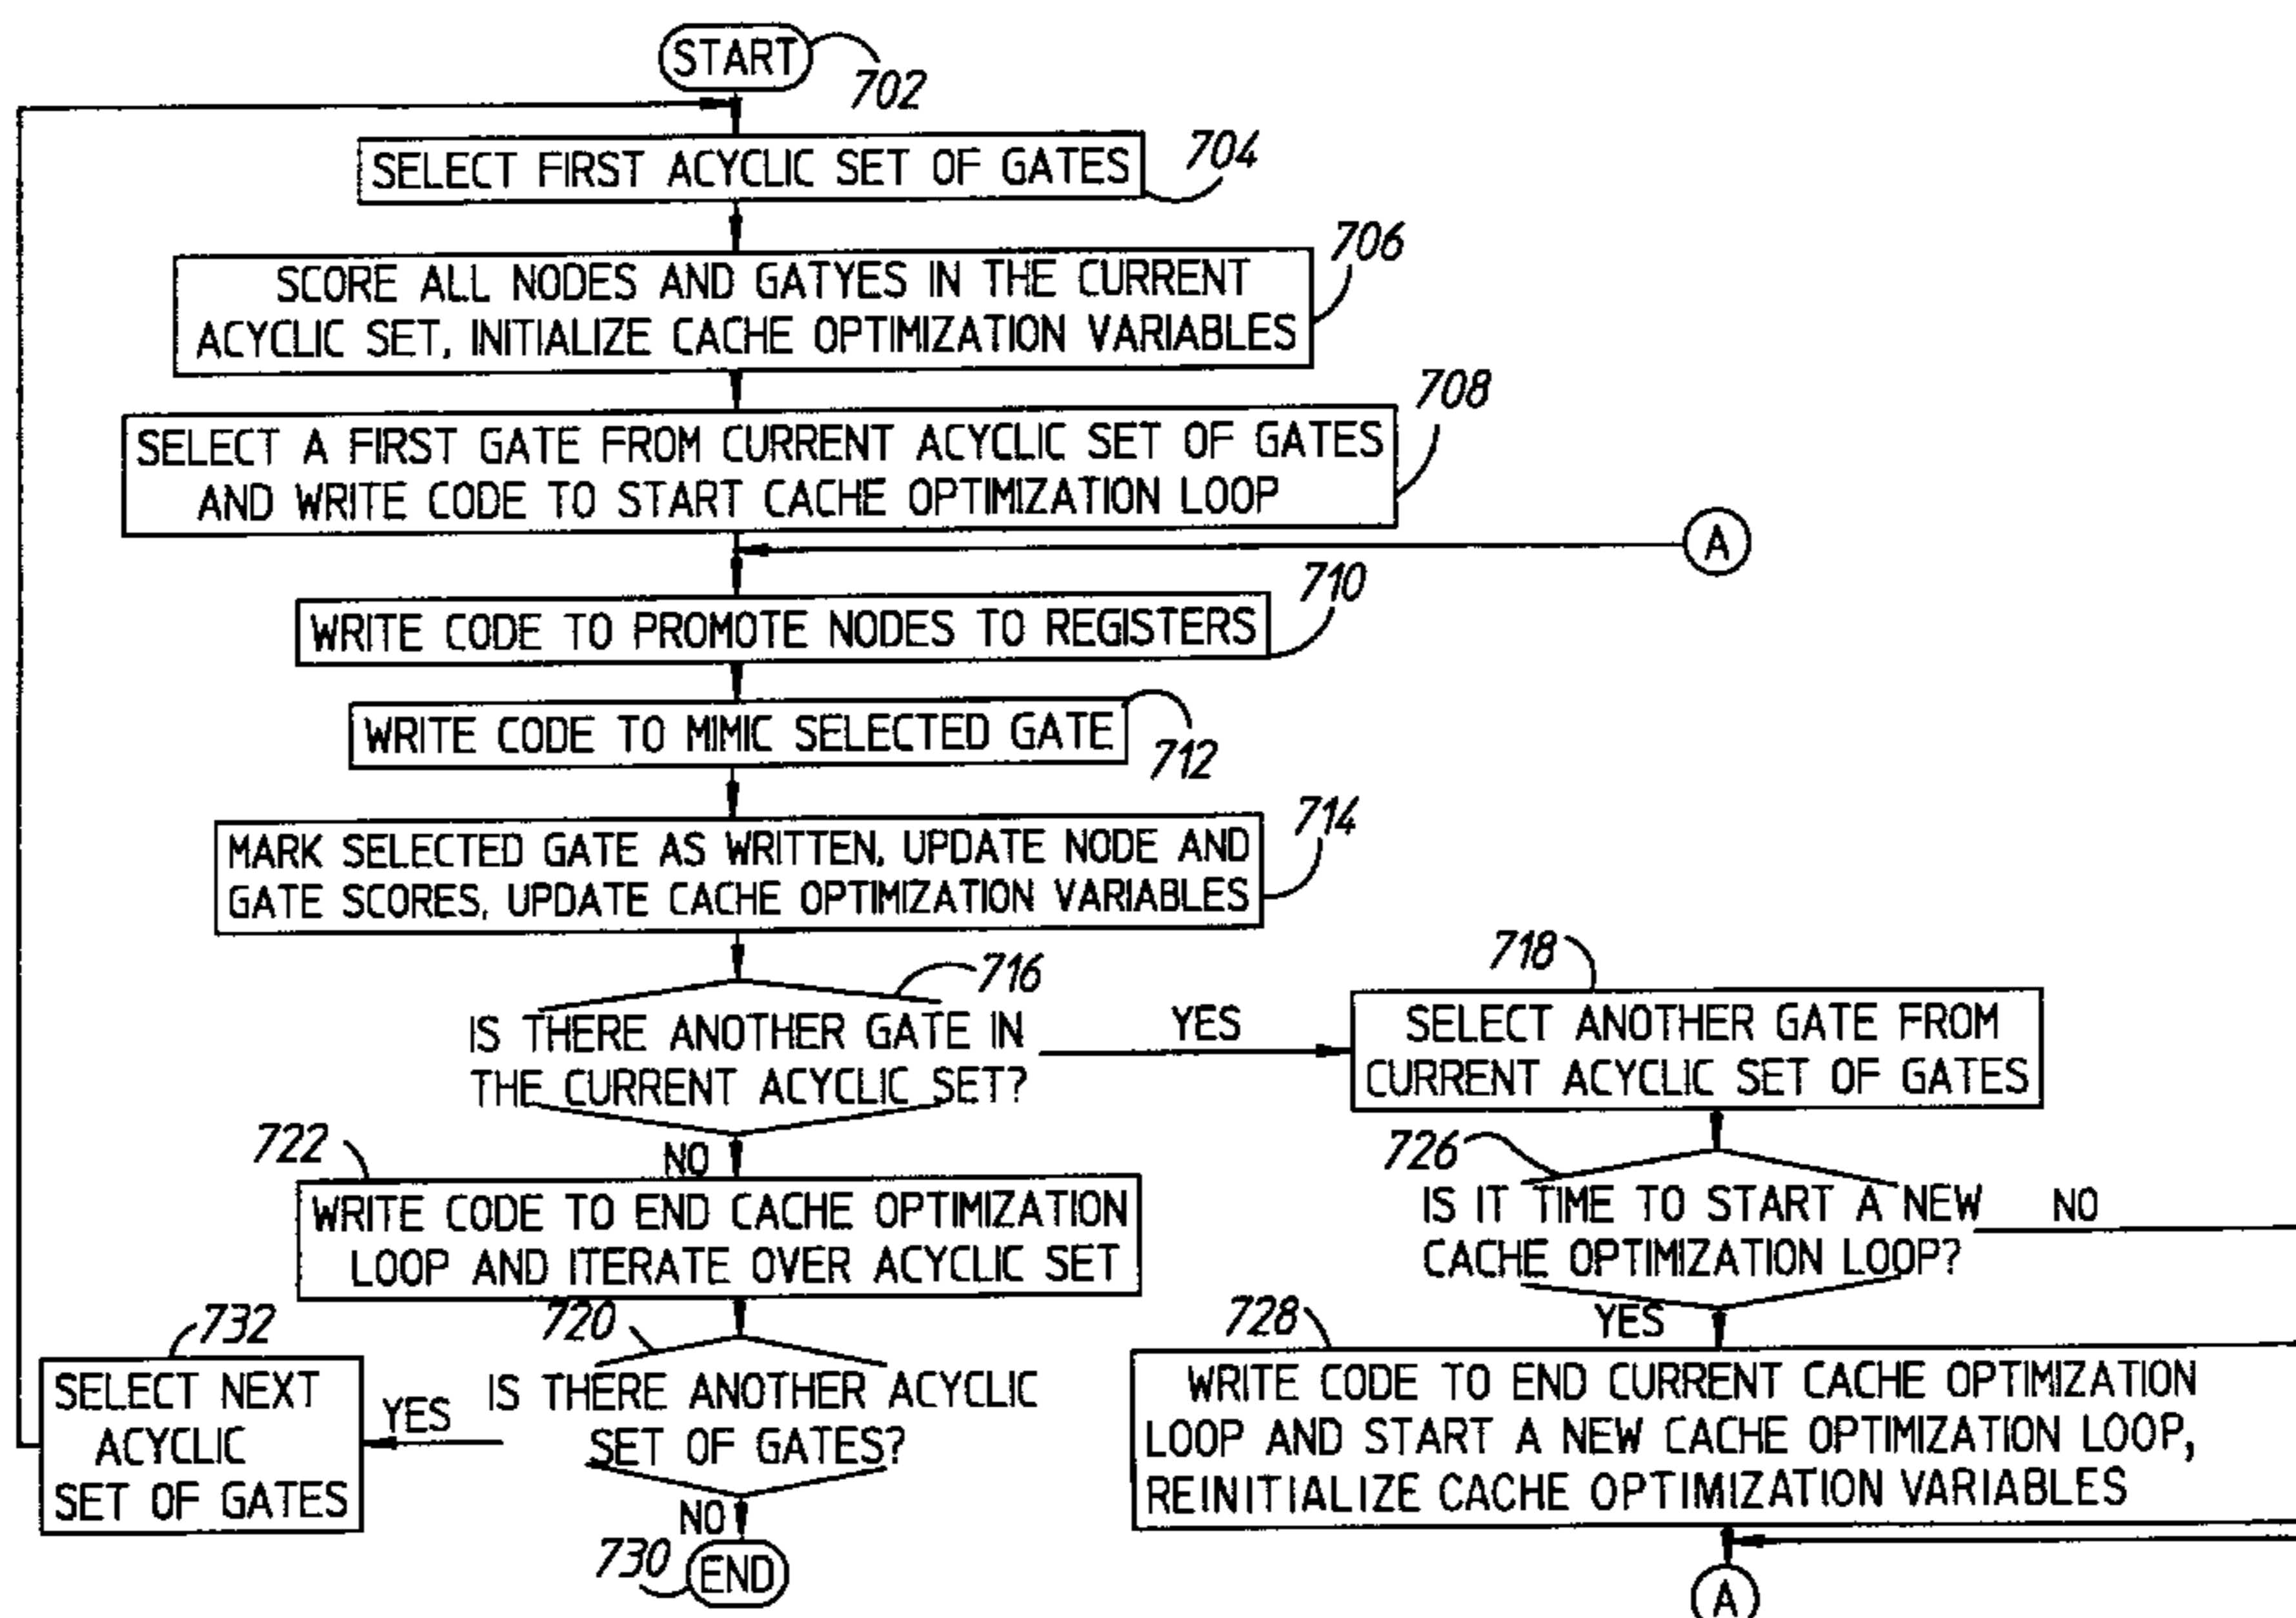 START
702
SELECT FIRST ACYCLIC SET OF GATES
704
SCORE ALL NODES AND GATYES IN THE CURRENT
ACYCLIC SET, INITIALIZE CACHE OPTIMIZATION VARIABLES
706
SELECT A FIRST GATE FROM CURRENT ACYCLIC SET OF GATES
AND WRITE CODE TO START CACHE OPTIMIZATION LOOP
708
A
WRITE CODE TO PROMOTE NODES TO REGISTERS
710
WRITE CODE TO MIMIC SELECTED GATE
712
MARK SELECTED GATE AS WRITTEN, UPDATE NODE AND
GATE SCORES, UPDATE CACHE OPTIMIZATION VARIABLES
714
716
IS THERE ANOTHER GATE IN
THE CURRENT ACYCLIC SET?
YES
NO
718
SELECT ANOTHER GATE FROM
CURRENT ACYCLIC SET OF GATES
722
WRITE CODE TO END CACHE OPTIMIZATION
LOOP AND ITERATE OVER ACYCLIC SET
726
IS IT TIME TO START A NEW
CACHE OPTIMIZATION LOOP?
NO
YES
732
SELECT NEXT
ACYCLIC
SET OF GATES
YES
720
IS THERE ANOTHER ACYCLIC
SET OF GATES?
NO
728
WRITE CODE TO END CURRENT CACHE OPTIMIZATION
LOOP AND START A NEW CACHE OPTIMIZATION LOOP,
REINITIALIZE CACHE OPTIMIZATION VARIABLES
730
END
A